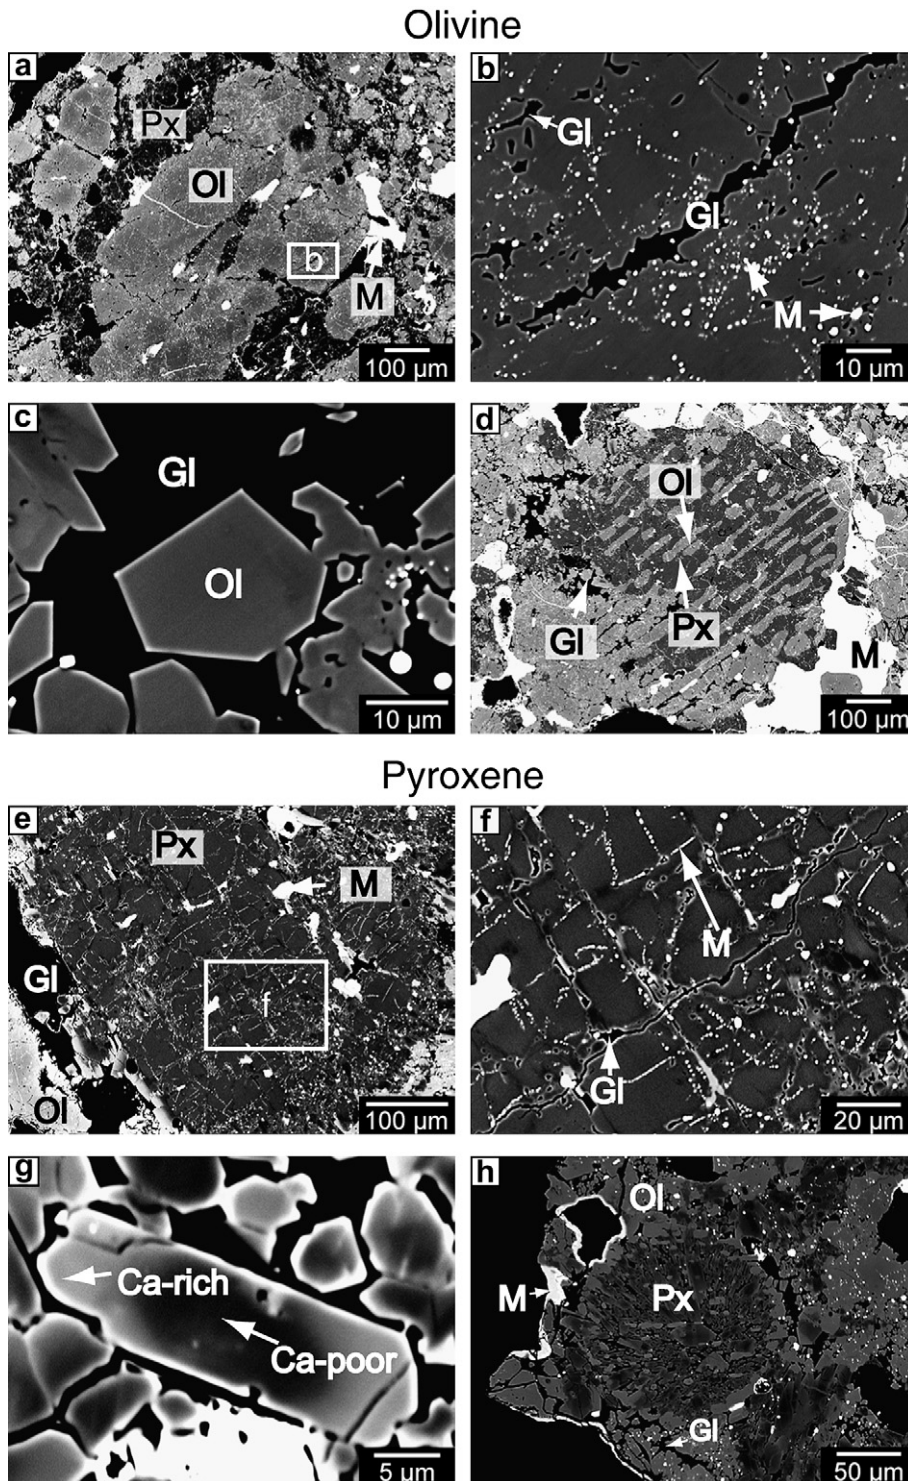 Olivine
a
Px
Ol
b
M
100 µm
b
Gl
Gl
M
10 µm
c
Gl
Ol
10 µm
d
Ol
Gl
Px
M
100 µm
Pyroxene
e
Px
M
Gl
f
Ol
100 µm
f
M
Gl
20 µm
g
Ca-rich
Ca-poor
5 µm
h
Ol
M
Px
Gl
50 µm